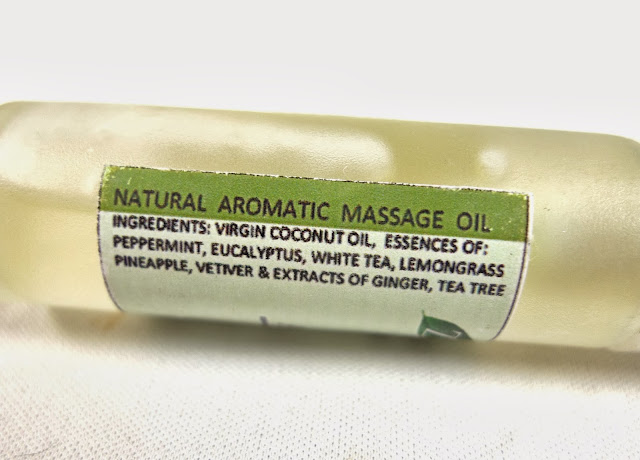 NATURAL AROMATIC MASSAGE OIL
INGREDIENTS: VIRGIN COCONUT OIL, ESSENCES OF:
PEPPERMINT, EUCALYPTUS, WHITE TEA, LEMONGRASS
PINEAPPLE, VETIVER & EXTRACTS OF GINGER, TEA TREE